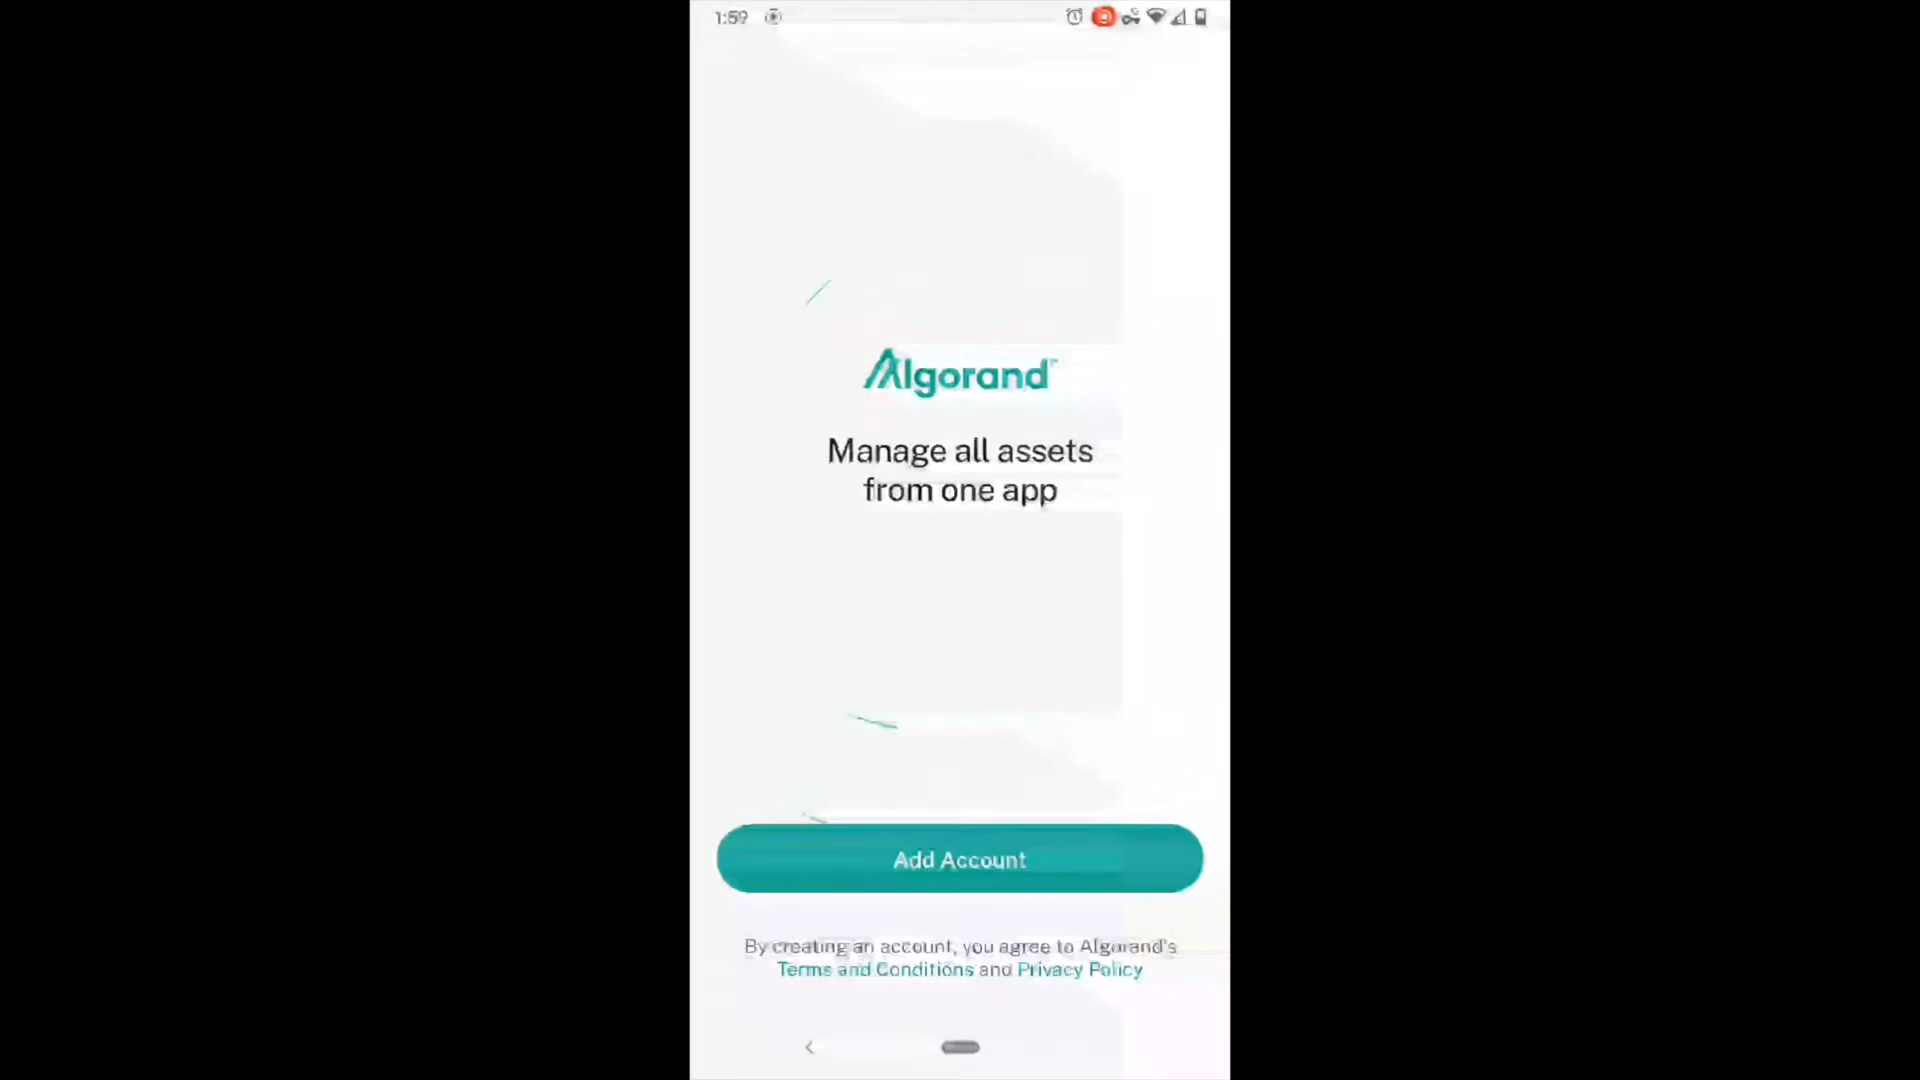 1:59
Algorand
Manage all assets
from one app
Add Account
By creating an account, you agree to Algorand's
Terms and Conditions and Privacy Policy